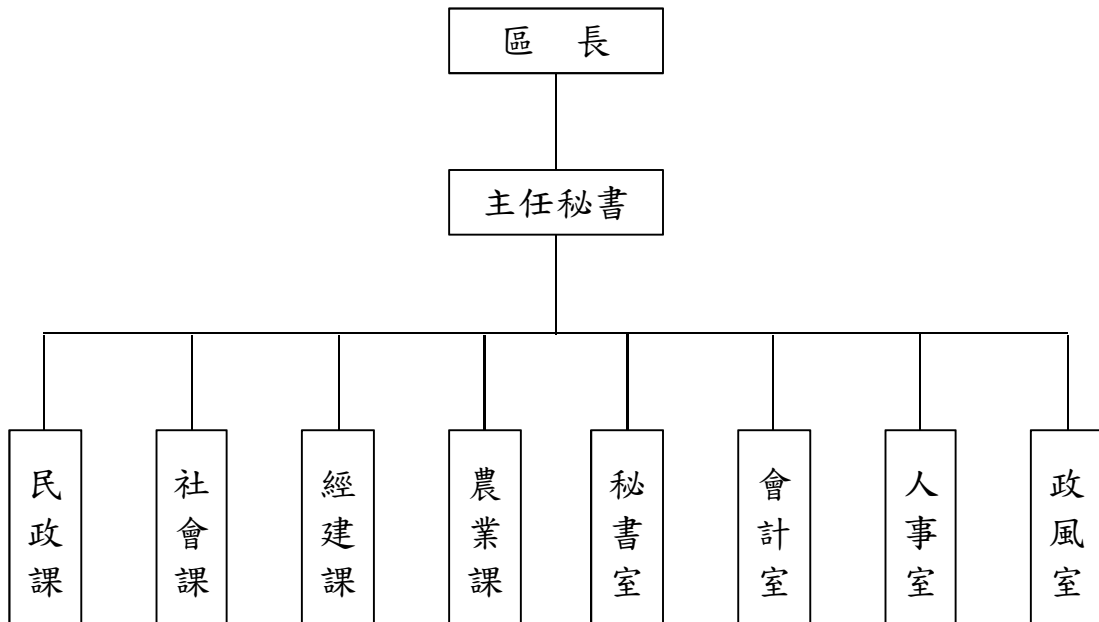 區　長
主任秘書
民政課
社會課
經建課
農業課
秘書室
會計室
人事室
政風室